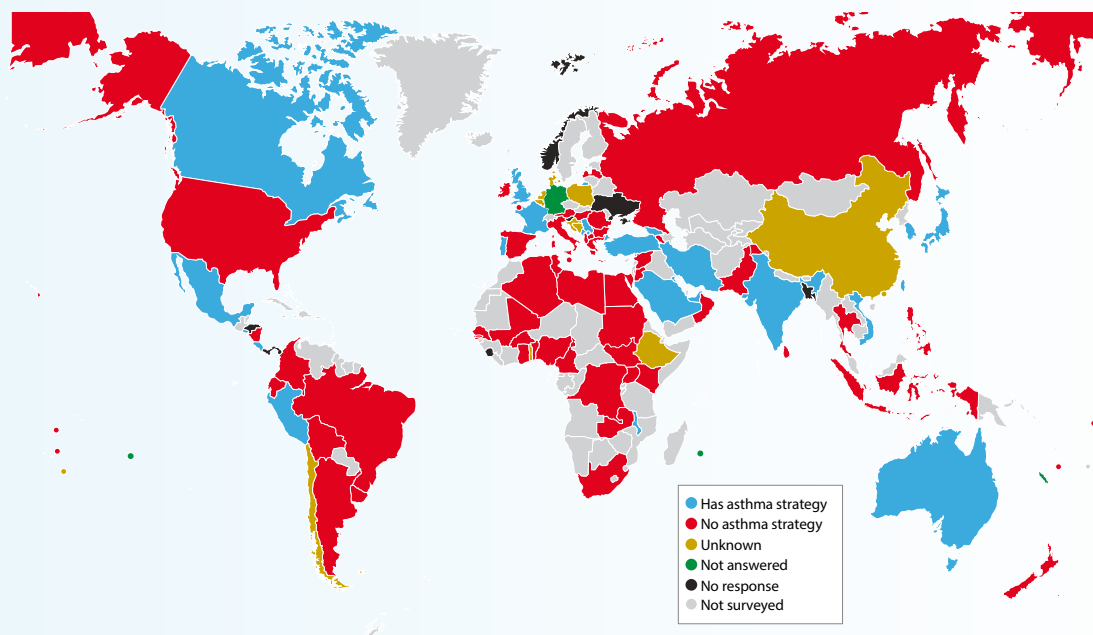 Has asthma strategy
No asthma strategy
Unknown
Not answered
No response
Not surveyed